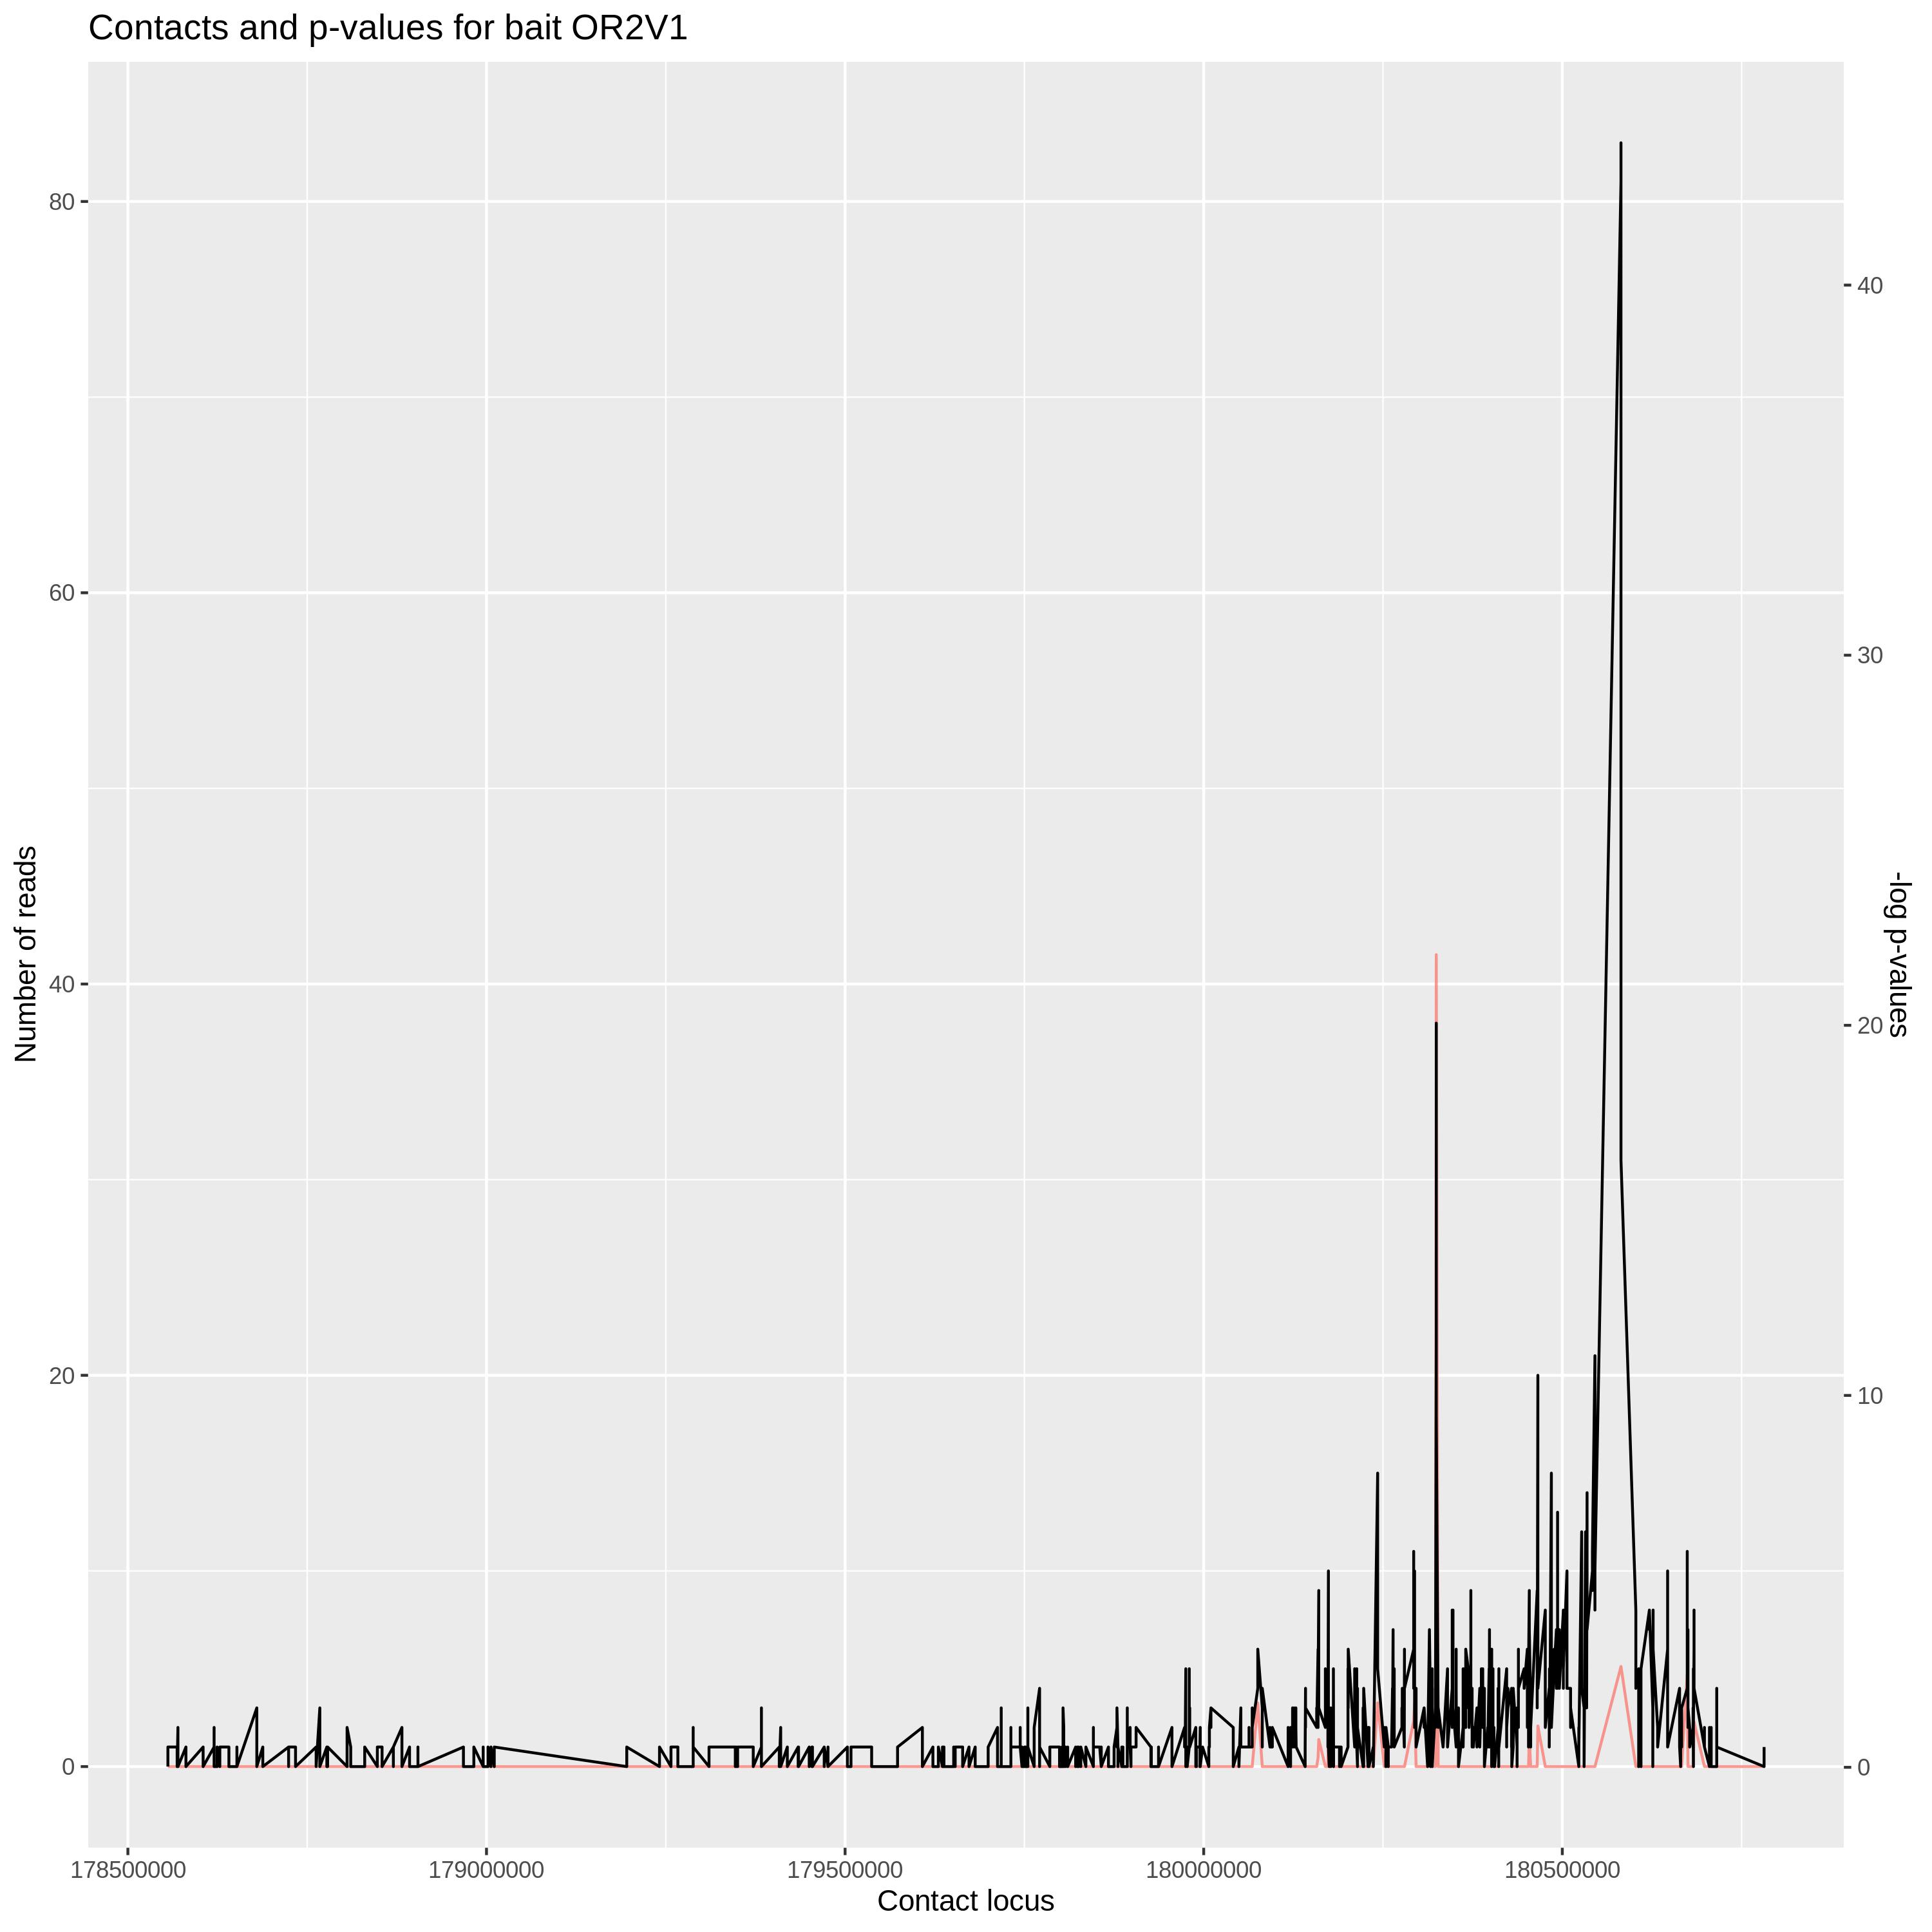 Contacts and p-values for bait OR2V1
80
60
40
20
0
Number of reads
40
30
20
10
0
-log p-values
178500000 179000000 179500000 180000000 180500000
Contact locus